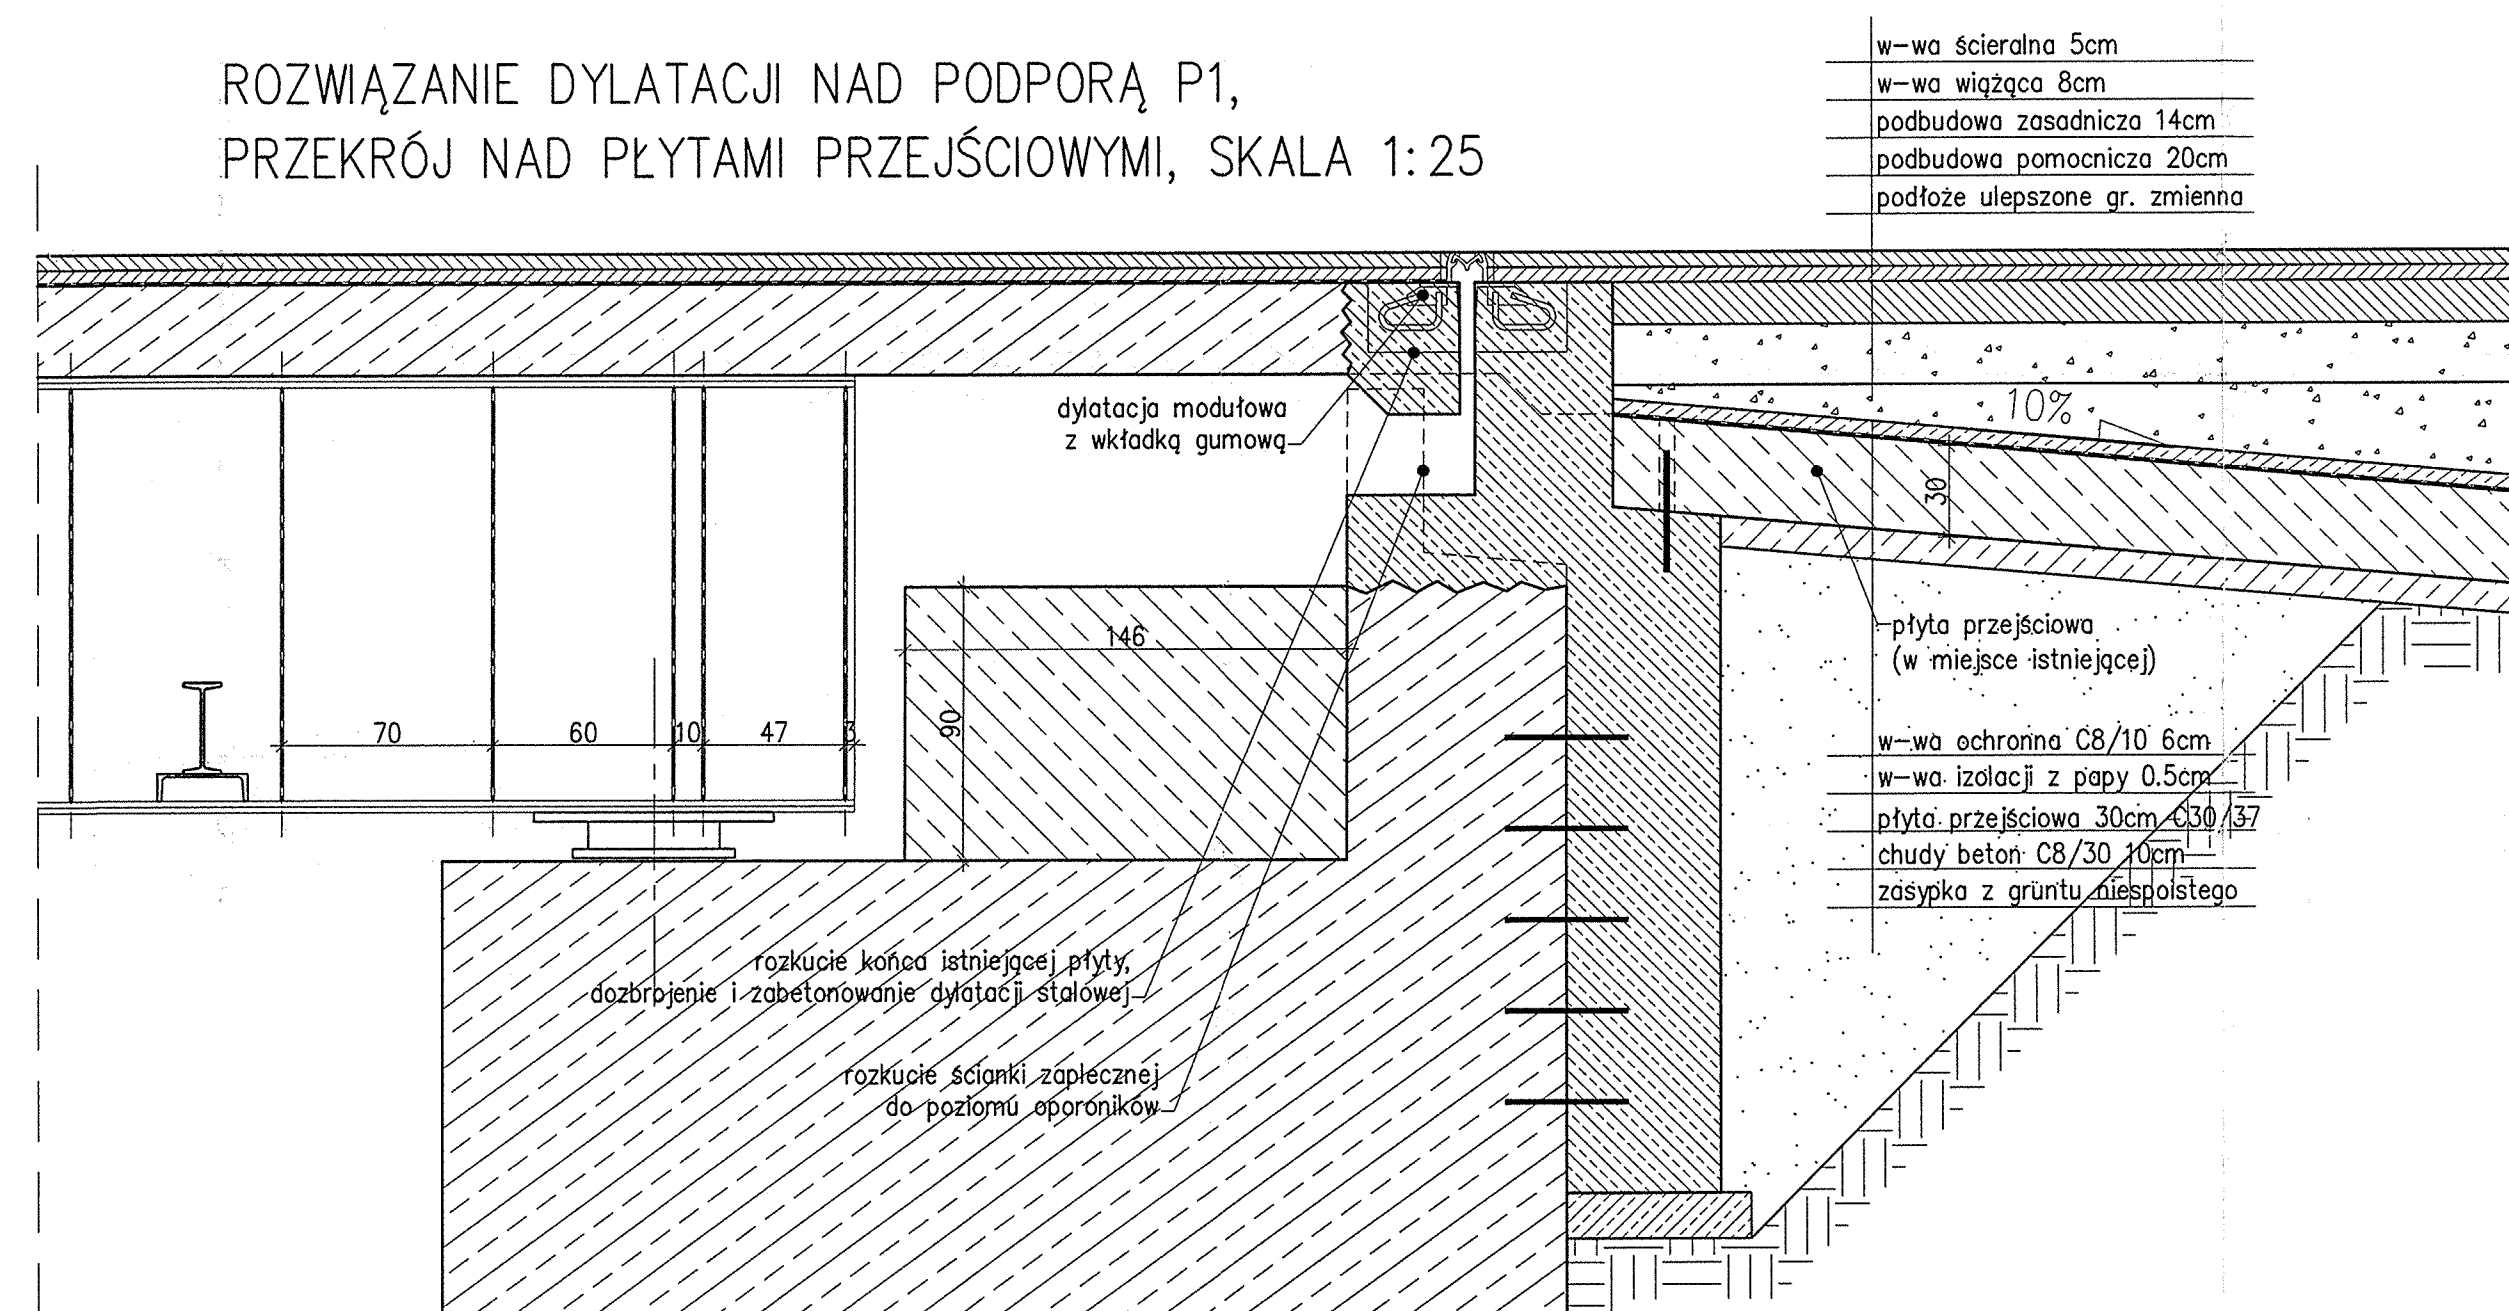 ROZWIĄZANIE DYLATACJI NAD PODPORĄ P1,
PRZEKRÓJ NAD PŁYTAMI PRZEJŚCIOWYMI, SKALA 1:25
w-wa ścieralna 5cm
w-wa wiążąca 8cm
podbudowa zasadnicza 14cm
podbudowa pomocnicza 20cm
podłoże ulepszone gr. zmienna
dylatacja modułowa
z wkładką gumową
10%
30
płyta przejściowa
(w miejsce istniejącej)
146
90
70
60
10
47
3
w-wa ochronna C8/10 6cm
w-wa izolacji z papy 0.5cm
płyta przejściowa 30cm C30/37
chudy beton C8/30 10cm
zasypka z gruntu niespoistego
rozkucie końca istniejącej płyty,
dozbrojenie i zabetonowanie dylatacji stalowej
rozkucie ścianki zaplecznej
do poziomu oporoników